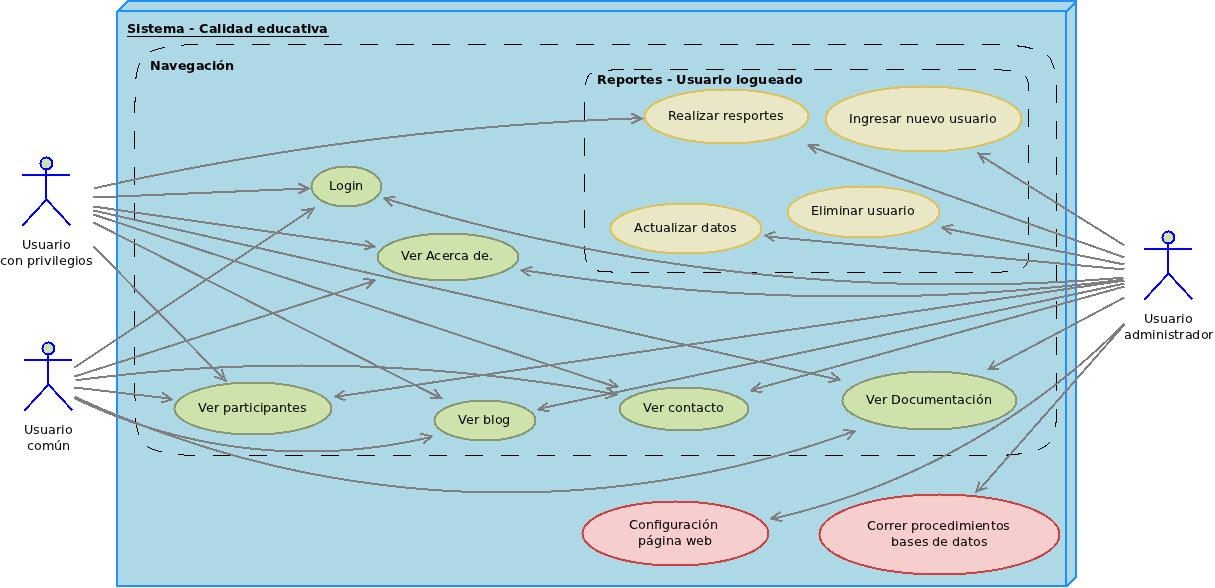 Sistema - Calidad educativa
Navegación
Reportes - Usuario logueado
Realizar resportes
Ingresar nuevo usuario
Login
Eliminar usuario
Actualizar datos
Ver Acerca de.
Usuario
con privilegios
Usuario
administrador
Ver participantes
Ver blog
Ver contacto
Ver Documentación
Usuario
común
Configuración
página web
Correr procedimientos
bases de datos